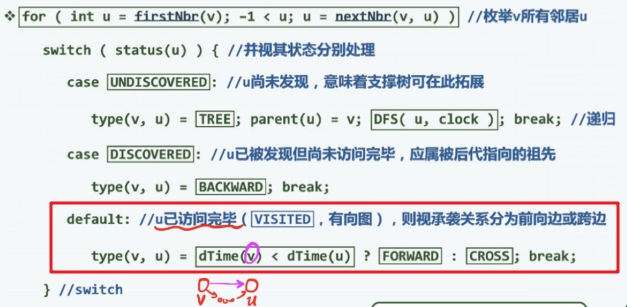 ❖ for ( int u = firstNbr(v); -1 < u; u = nextNbr(v, u) ) //枚举v所有邻居u
switch ( status(u) ) { //并视其状态分别处理
case UNDISCOVERED: //u尚未发现，意味着支撑树可在此拓展
type(v, u) = TREE; parent(u) = v; DFS( u, clock ); break; //递归
case DISCOVERED: //u已被发现但尚未访问完毕，应属被后代指向的祖先
type(v, u) = BACKWARD; break;
default: //u已访问完毕（VISITED，有向图），则视承袭关系分为前向边或跨边
type(v, u) = dTime(v) < dTime(u) ? FORWARD : CROSS; break;
} //switch
v u